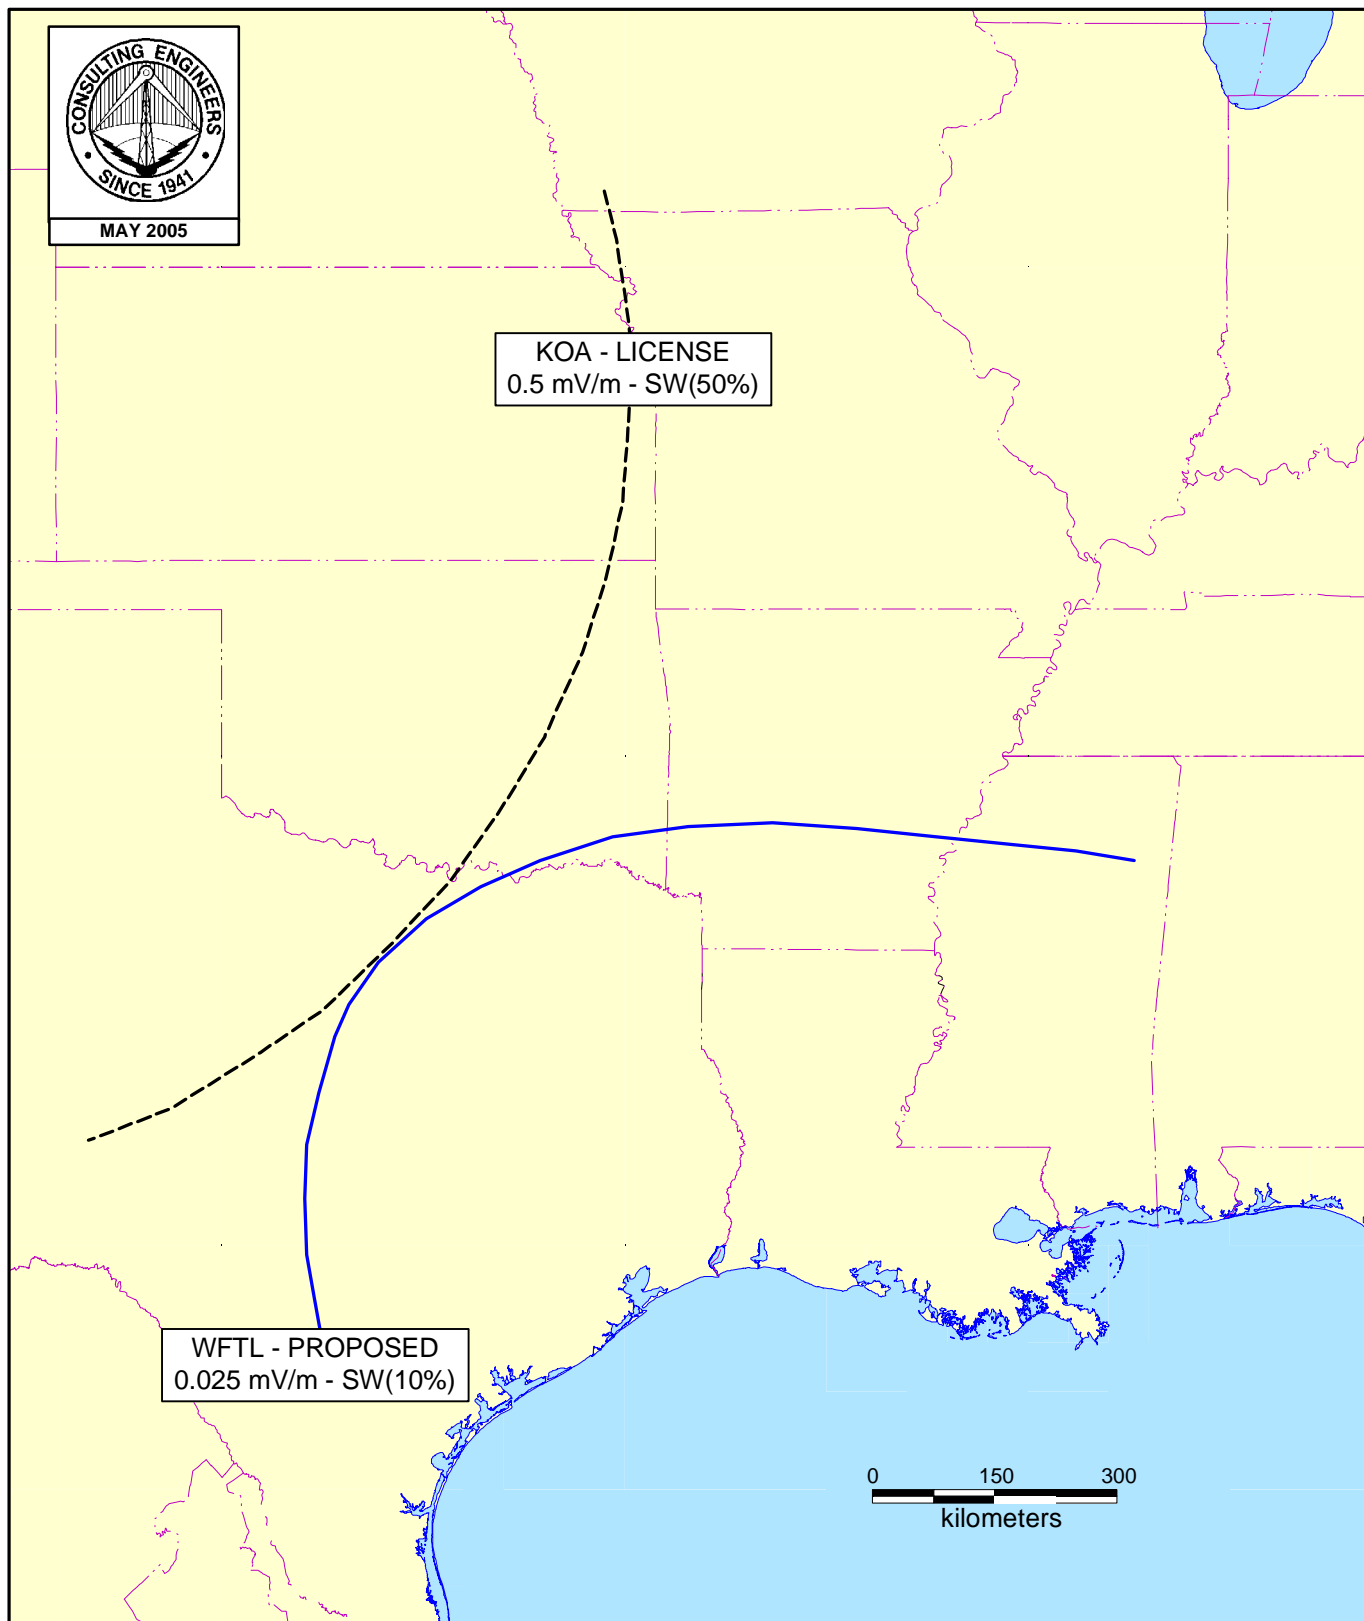 CONSULTING ENGINEERS
• SINCE 1941 •
MAY 2005
KOA - LICENSE
0.5 mV/m - SW(50%)
WFTL - PROPOSED
0.025 mV/m - SW(10%)
0 150 300
kilometers